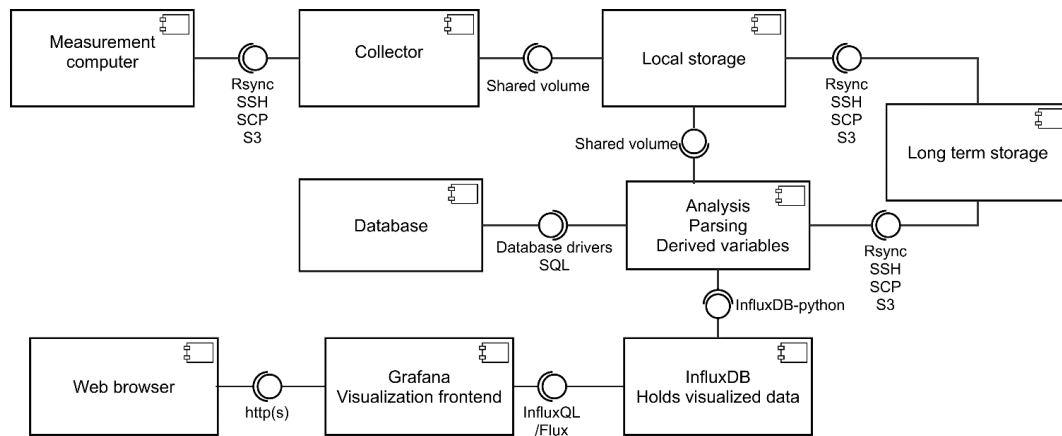 Measurement
computer
Rsync
SSH
SCP
S3
Collector
Shared volume
Local storage
Rsync
SSH
SCP
S3
Long term storage
Shared volume
Database
Database drivers
SQL
Analysis
Parsing
Derived variables
Rsync
SSH
SCP
S3
InfluxDB-python
Web browser
http(s)
Grafana
Visualization frontend
InfluxQL
/Flux
InfluxDB
Holds visualized data